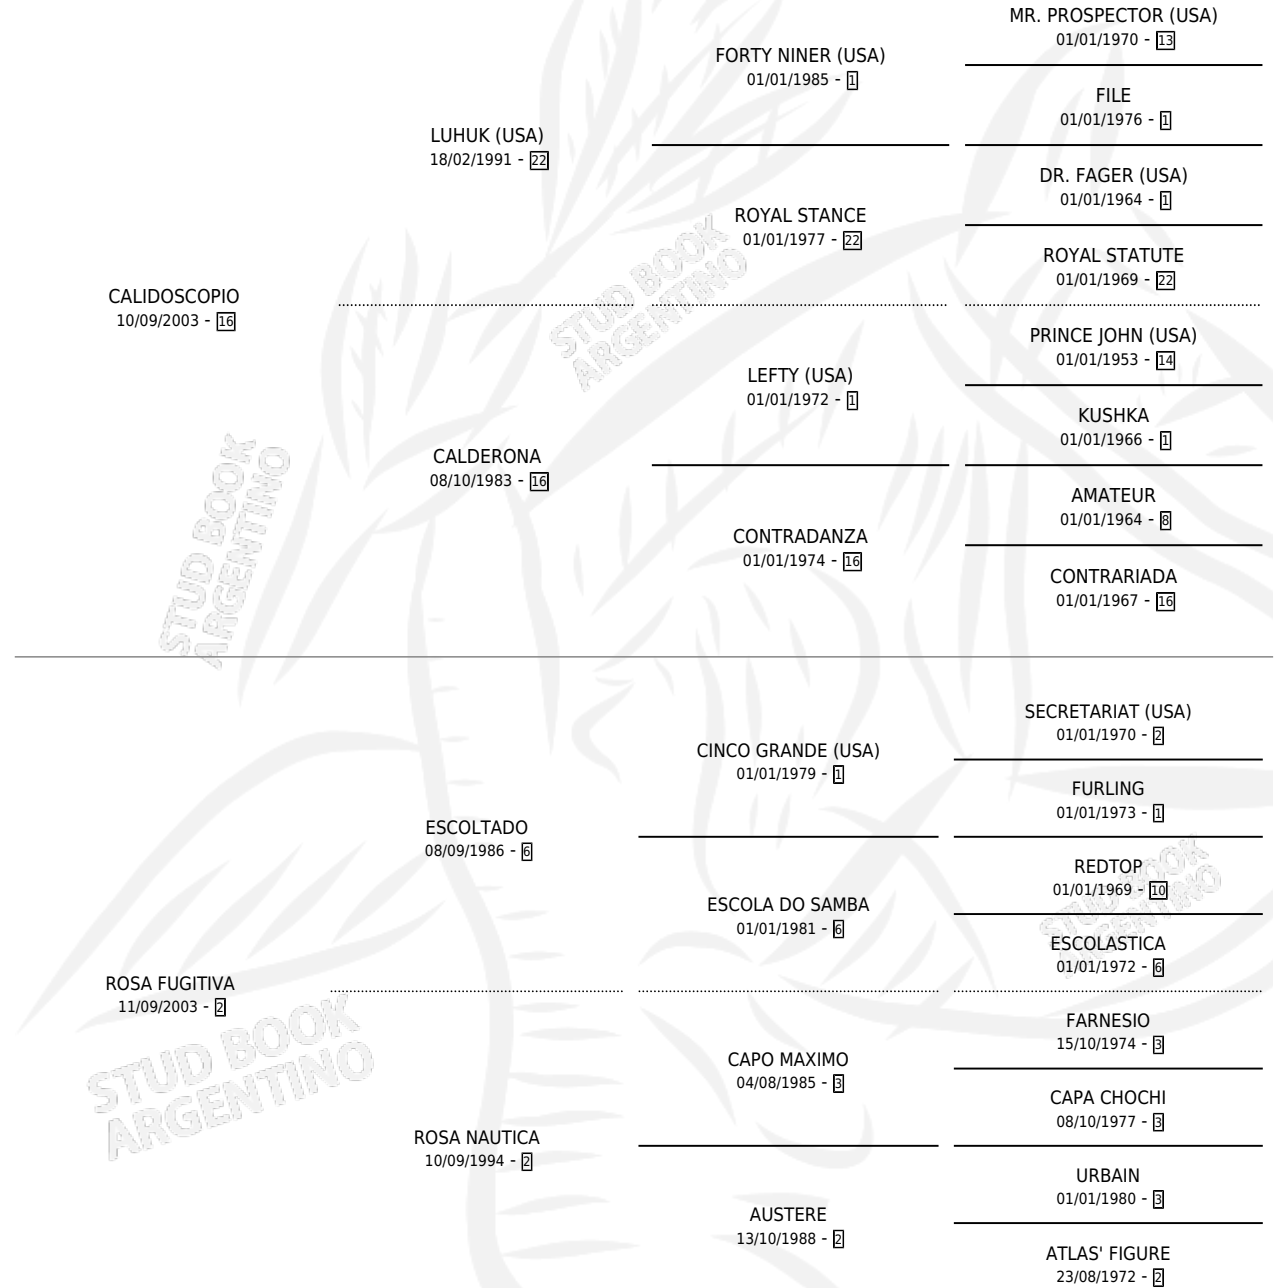 MR. PROSPECTOR (USA)
01/01/1970 - 13
FORTY NINER (USA)
01/01/1985 - 1
FILE
01/01/1976 - 1
LUHUK (USA)
18/02/1991 - 22
DR. FAGER (USA)
01/01/1964 - 1
ROYAL STANCE
01/01/1977 - 22
ROYAL STATUTE
01/01/1969 - 22
CALIDOSCOPIO
10/09/2003 - 16
PRINCE JOHN (USA)
01/01/1953 - 14
LEFTY (USA)
01/01/1972 - 1
KUSHKA
01/01/1966 - 1
CALDERONA
08/10/1983 - 16
AMATEUR
01/01/1964 - 8
CONTRADANZA
01/01/1974 - 16
CONTRARIADA
01/01/1967 - 16
STUD BOOK
ARGENTINO
STUD BOOK
ARGENTINO
SECRETARIAT (USA)
01/01/1970 - 2
CINCO GRANDE (USA)
01/01/1979 - 1
FURLING
01/01/1973 - 1
ESCOLTADO
08/09/1986 - 6
REDTOP
01/01/1969 - 10
ESCOLA DO SAMBA
01/01/1981 - 6
ESCOLASTICA
01/01/1972 - 6
ROSA FUGITIVA
11/09/2003 - 2
FARNESIO
15/10/1974 - 3
CAPO MAXIMO
04/08/1985 - 3
CAPA CHOCHI
08/10/1977 - 3
ROSA NAUTICA
10/09/1994 - 2
URBAIN
01/01/1980 - 3
AUSTERE
13/10/1988 - 2
ATLAS' FIGURE
23/08/1972 - 2
STUD BOOK
ARGENTINO
STUD BOOK
ARGENTINO